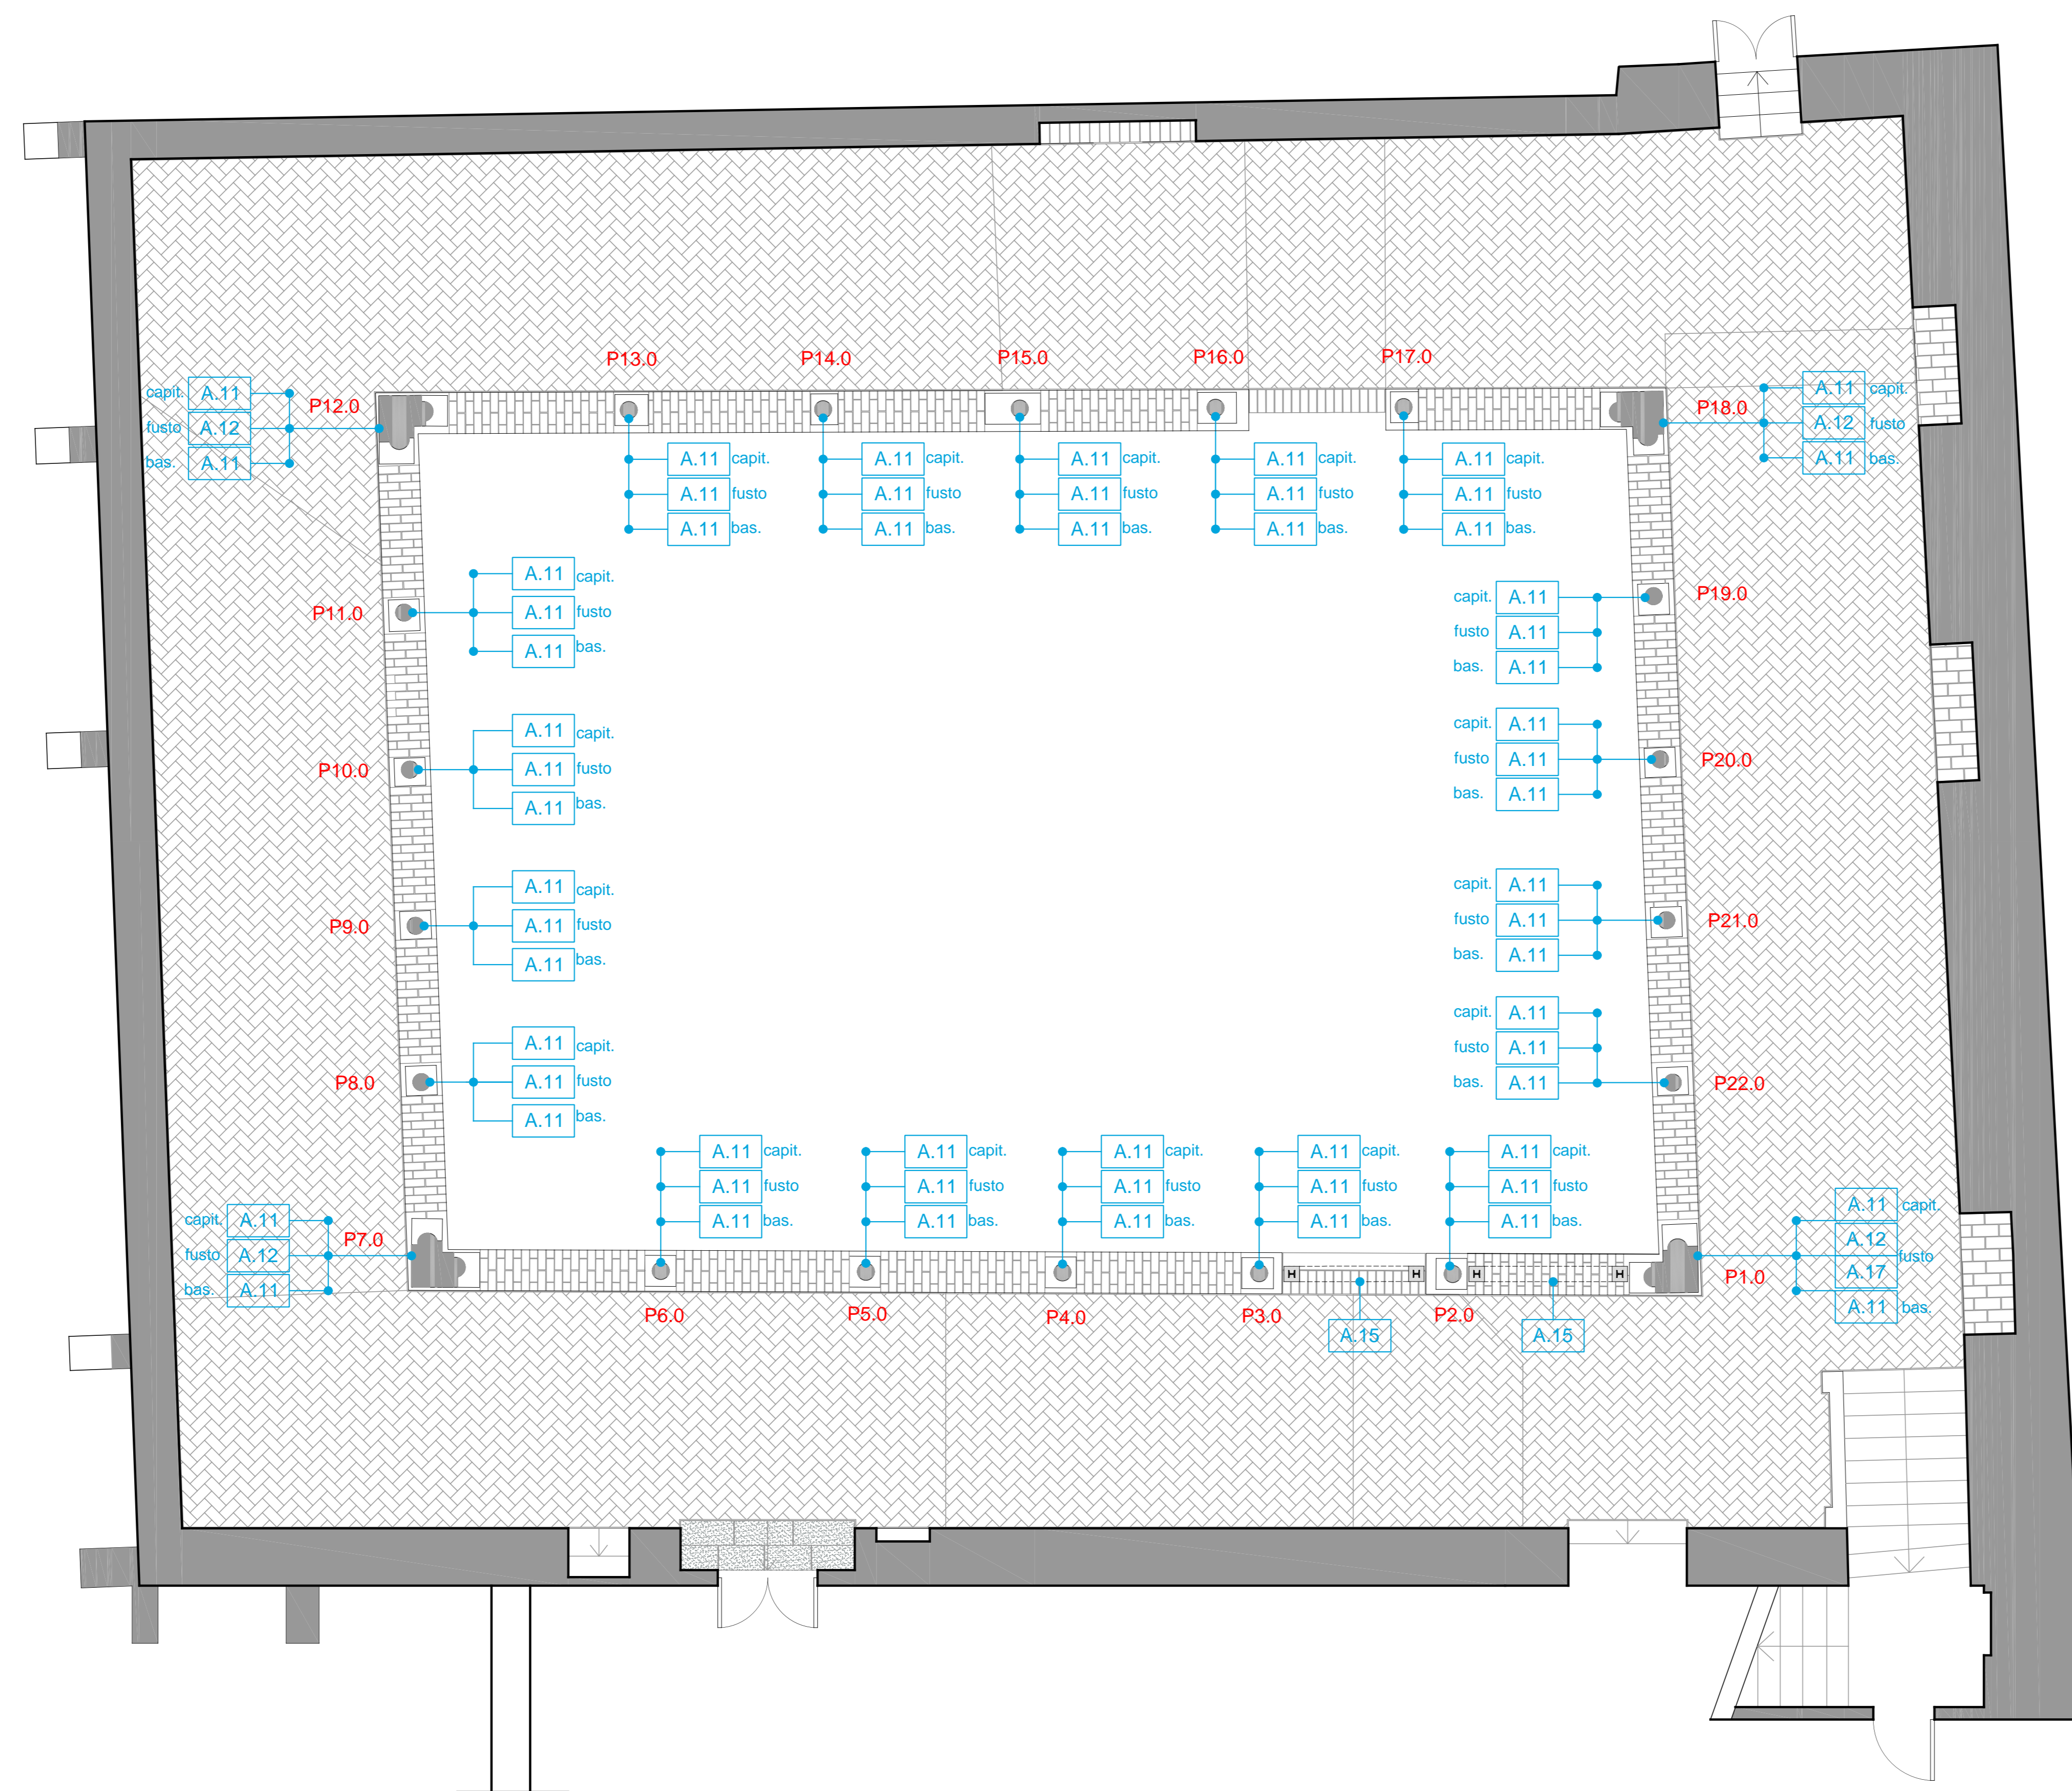 P13.0 P14.0 P15.0 P16.0 P17.0
capit. A.11
fusto A.12
bas. A.11
P12.0
P18.0
A.11 capit.
A.12 fusto
A.11 bas.
A.11 capit. A.11 capit. A.11 capit. A.11 capit. A.11 capit.
A.11 fusto A.11 fusto A.11 fusto A.11 fusto A.11 fusto
A.11 bas. A.11 bas. A.11 bas. A.11 bas. A.11 bas.
P11.0
A.11 capit.
A.11 fusto
A.11 bas.
capit. A.11
fusto A.11
bas. A.11
P19.0
P10.0
A.11 capit.
A.11 fusto
A.11 bas.
capit. A.11
fusto A.11
bas. A.11
P20.0
P9.0
A.11 capit.
A.11 fusto
A.11 bas.
capit. A.11
fusto A.11
bas. A.11
P21.0
P8.0
A.11 capit.
A.11 fusto
A.11 bas.
capit. A.11
fusto A.11
bas. A.11
P22.0
A.11 capit. A.11 capit. A.11 capit. A.11 capit. A.11 capit.
A.11 fusto A.11 fusto A.11 fusto A.11 fusto A.11 fusto
A.11 bas. A.11 bas. A.11 bas. A.11 bas. A.11 bas.
capit. A.11
fusto A.12
bas. A.11
P7.0
P1.0
A.11 capit.
A.12
fusto
A.17
A.11 bas.
H H H H
P6.0 P5.0 P4.0 P3.0 P2.0
A.15 A.15